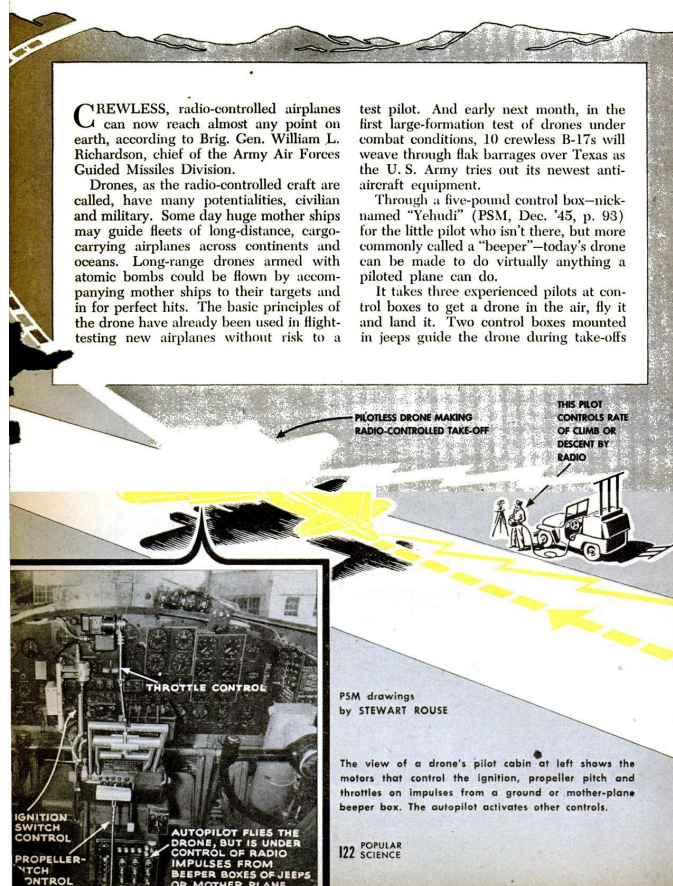 CREWLESS, radio-controlled airplanes
can now reach almost any point on
earth, according to Brig. Gen. William L.
Richardson, chief of the Army Air Forces
Guided Missiles Division.
Drones, as the radio-controlled craft are
called, have many potentialities, civilian
and military. Some day huge mother ships
may guide fleets of long-distance, cargo-
carrying airplanes across continents and
oceans. Long-range drones armed with
atomic bombs could be flown by accom-
panying mother ships to their targets and
in for perfect hits. The basic principles of
the drone have already been used in flight-
testing new airplanes without risk to a
test pilot. And early next month, in the
first large-formation test of drones under
combat conditions, 10 crewless B-17s will
weave through flak barrages over Texas as
the U. S. Army tries out its newest anti-
aircraft equipment.
Through a five-pound control box—nick-
named "Yehudi" (PSM, Dec. '45, p. 93)
for the little pilot who isn't there, but more
commonly called a "beeper"—today's drone
can be made to do virtually anything a
piloted plane can do.
It takes three experienced pilots at con-
trol boxes to get a drone in the air, fly it
and land it. Two control boxes mounted
in jeeps guide the drone during take-offs
PILOTLESS DRONE MAKING
RADIO-CONTROLLED TAKE-OFF
THIS PILOT
CONTROLS RATE
OF CLIMB OR
DESCENT BY
RADIO
THROTTLE CONTROL
IGNITION
SWITCH
CONTROL
PROPELLER-
PITCH
CONTROL
AUTOPILOT FLIES THE
DRONE, BUT IS UNDER
CONTROL OF RADIO
IMPULSES FROM
BEEPER BOXES OF JEEPS
OR MOTHER PLANE
PSM drawings
by STEWART ROUSE
The view of a drone's pilot cabin at left shows the
motors that control the ignition, propeller pitch and
throttles on impulses from a ground or mother-plane
beeper box. The autopilot activates other controls.
122 POPULAR
SCIENCE